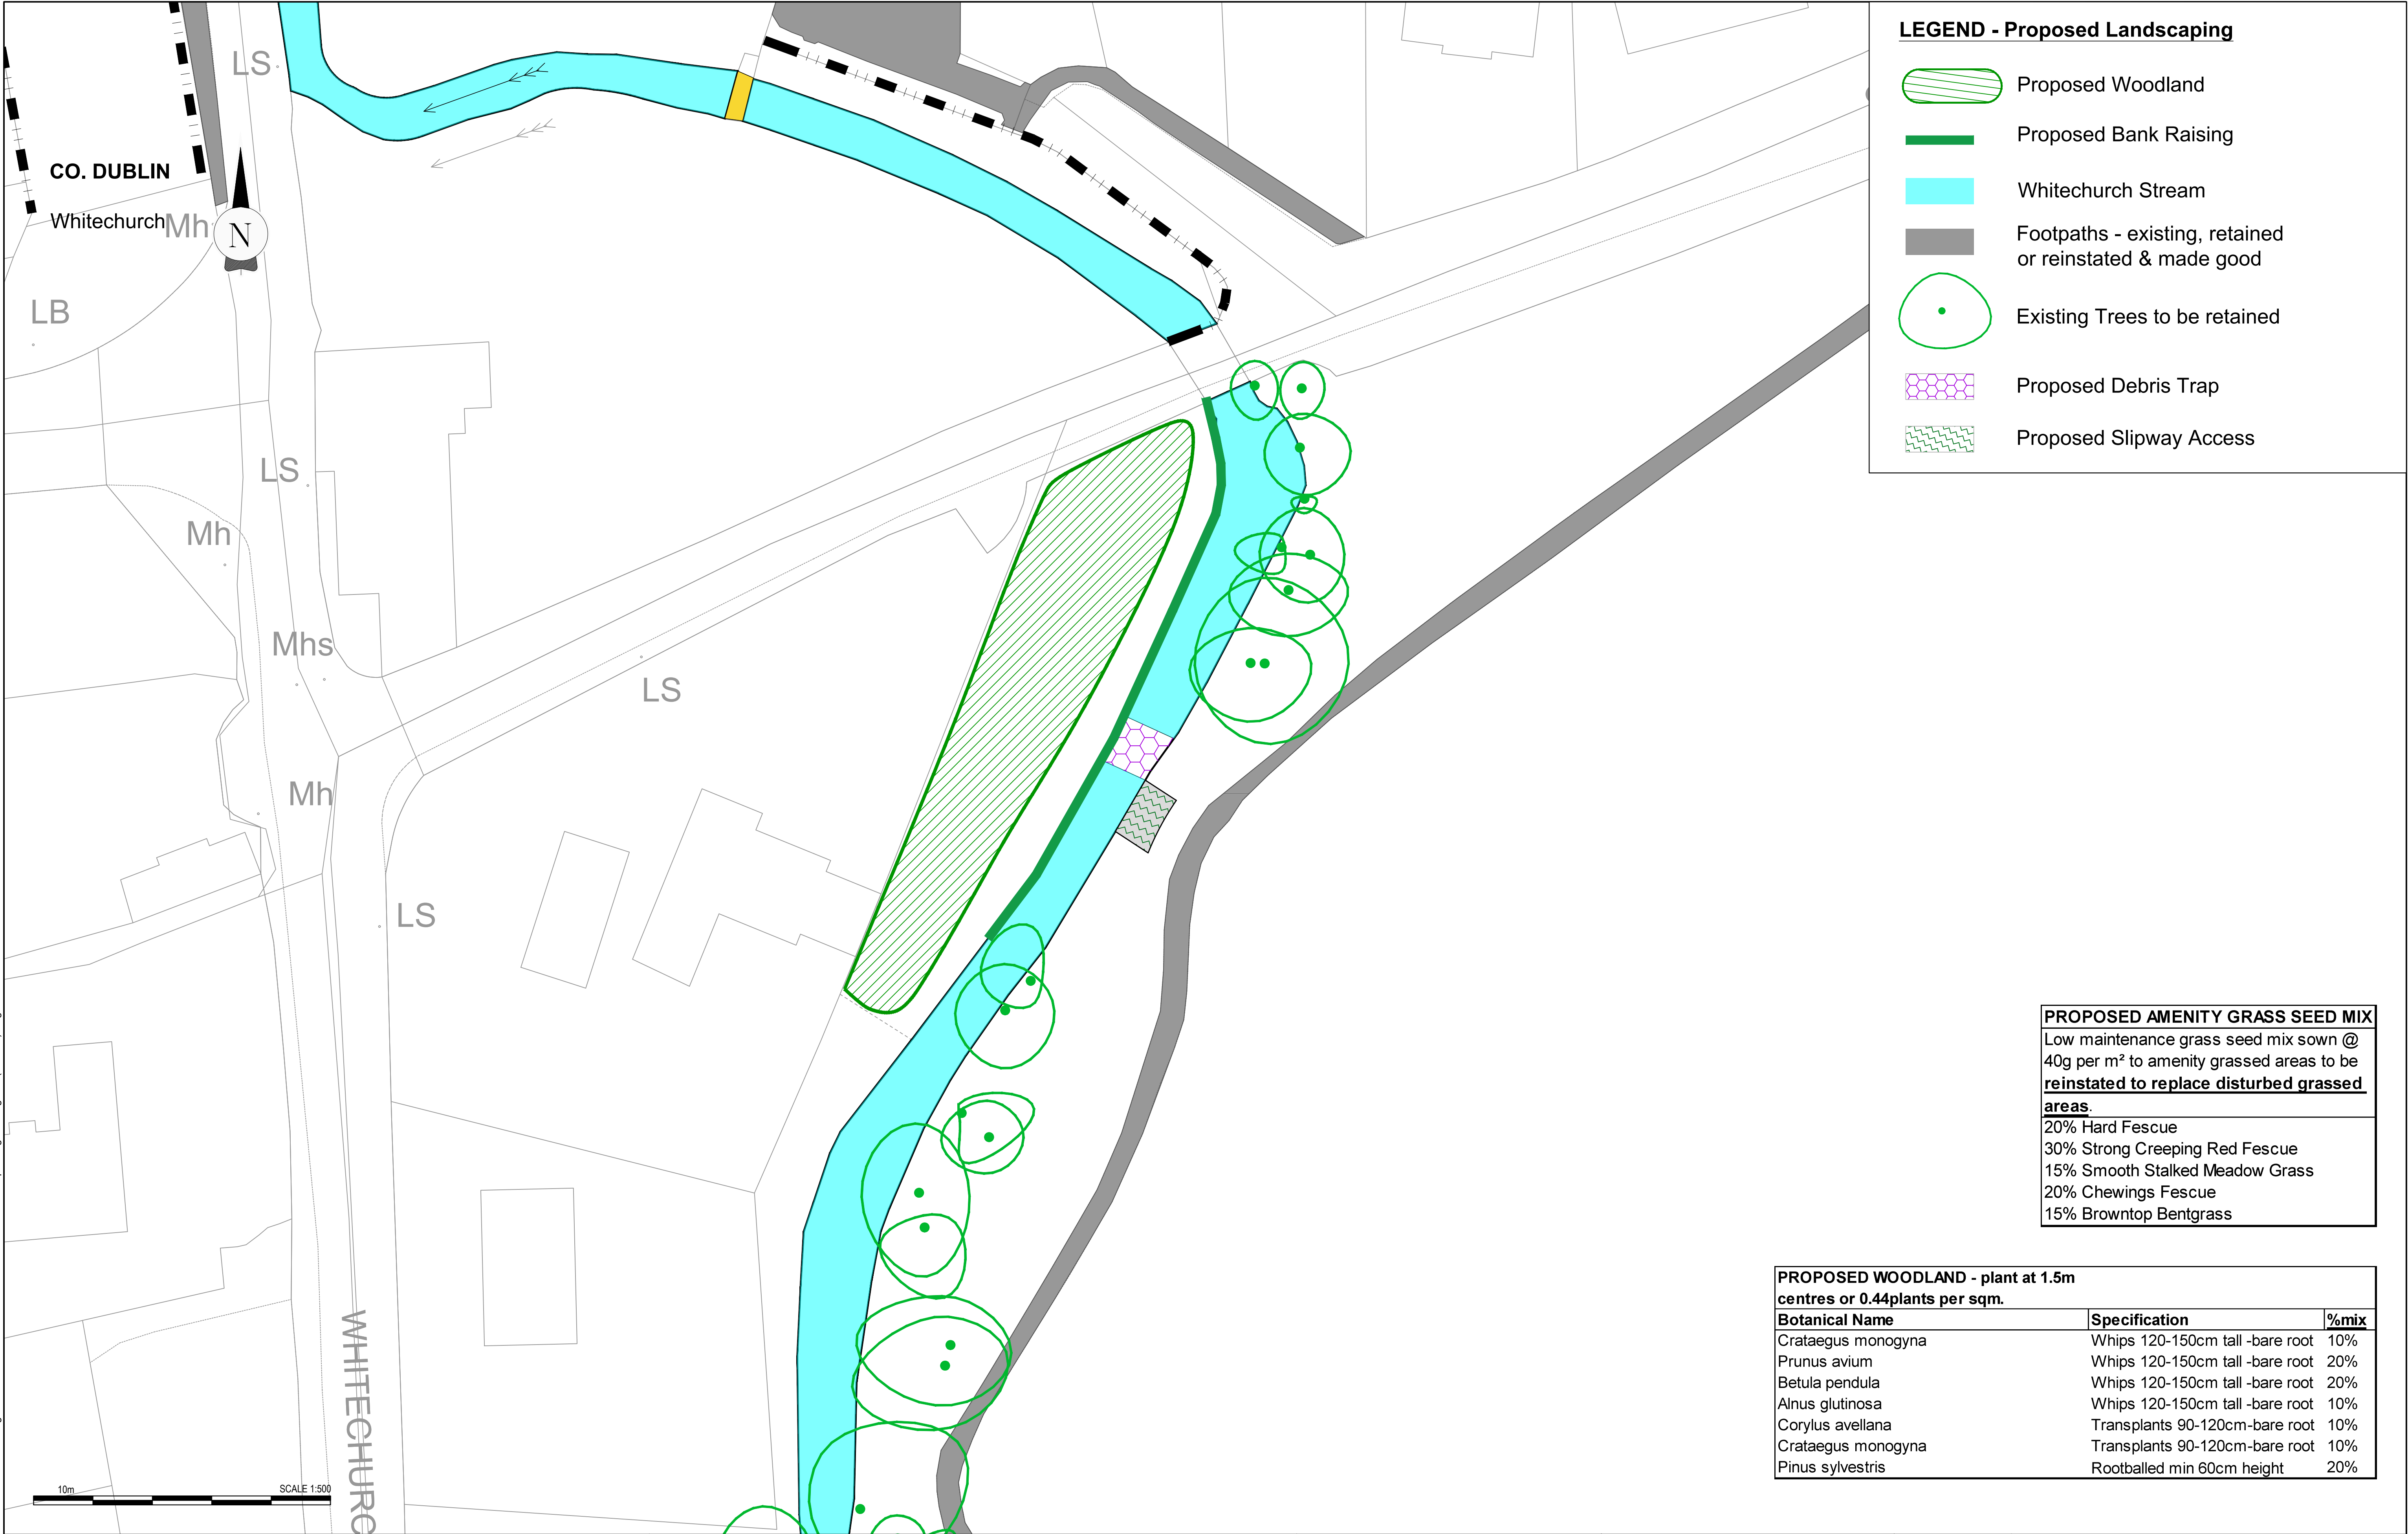 LEGEND - Proposed Landscaping
Proposed Woodland
Proposed Bank Raising
Whitechurch Stream
Footpaths - existing, retained
or reinstated & made good
Existing Trees to be retained
Proposed Debris Trap
Proposed Slipway Access
LS
CO. DUBLIN
Whitechurch
Mh
N
LB
LS
Mh
Mhs
LS
Mh
LS
WHITECHURC
10m
SCALE 1:500
PROPOSED AMENITY GRASS SEED MIX
Low maintenance grass seed mix sown @
40g per m² to amenity grassed areas to be
reinstated to replace disturbed grassed
areas.
20% Hard Fescue
30% Strong Creeping Red Fescue
15% Smooth Stalked Meadow Grass
20% Chewings Fescue
15% Browntop Bentgrass
PROPOSED WOODLAND - plant at 1.5m
centres or 0.44plants per sqm.
Botanical Name Specification %mix
Crataegus monogyna Whips 120-150cm tall -bare root 10%
Prunus avium Whips 120-150cm tall -bare root 20%
Betula pendula Whips 120-150cm tall -bare root 20%
Alnus glutinosa Whips 120-150cm tall -bare root 10%
Corylus avellana Transplants 90-120cm-bare root 10%
Crataegus monogyna Transplants 90-120cm-bare root 10%
Pinus sylvestris Rootballed min 60cm height 20%